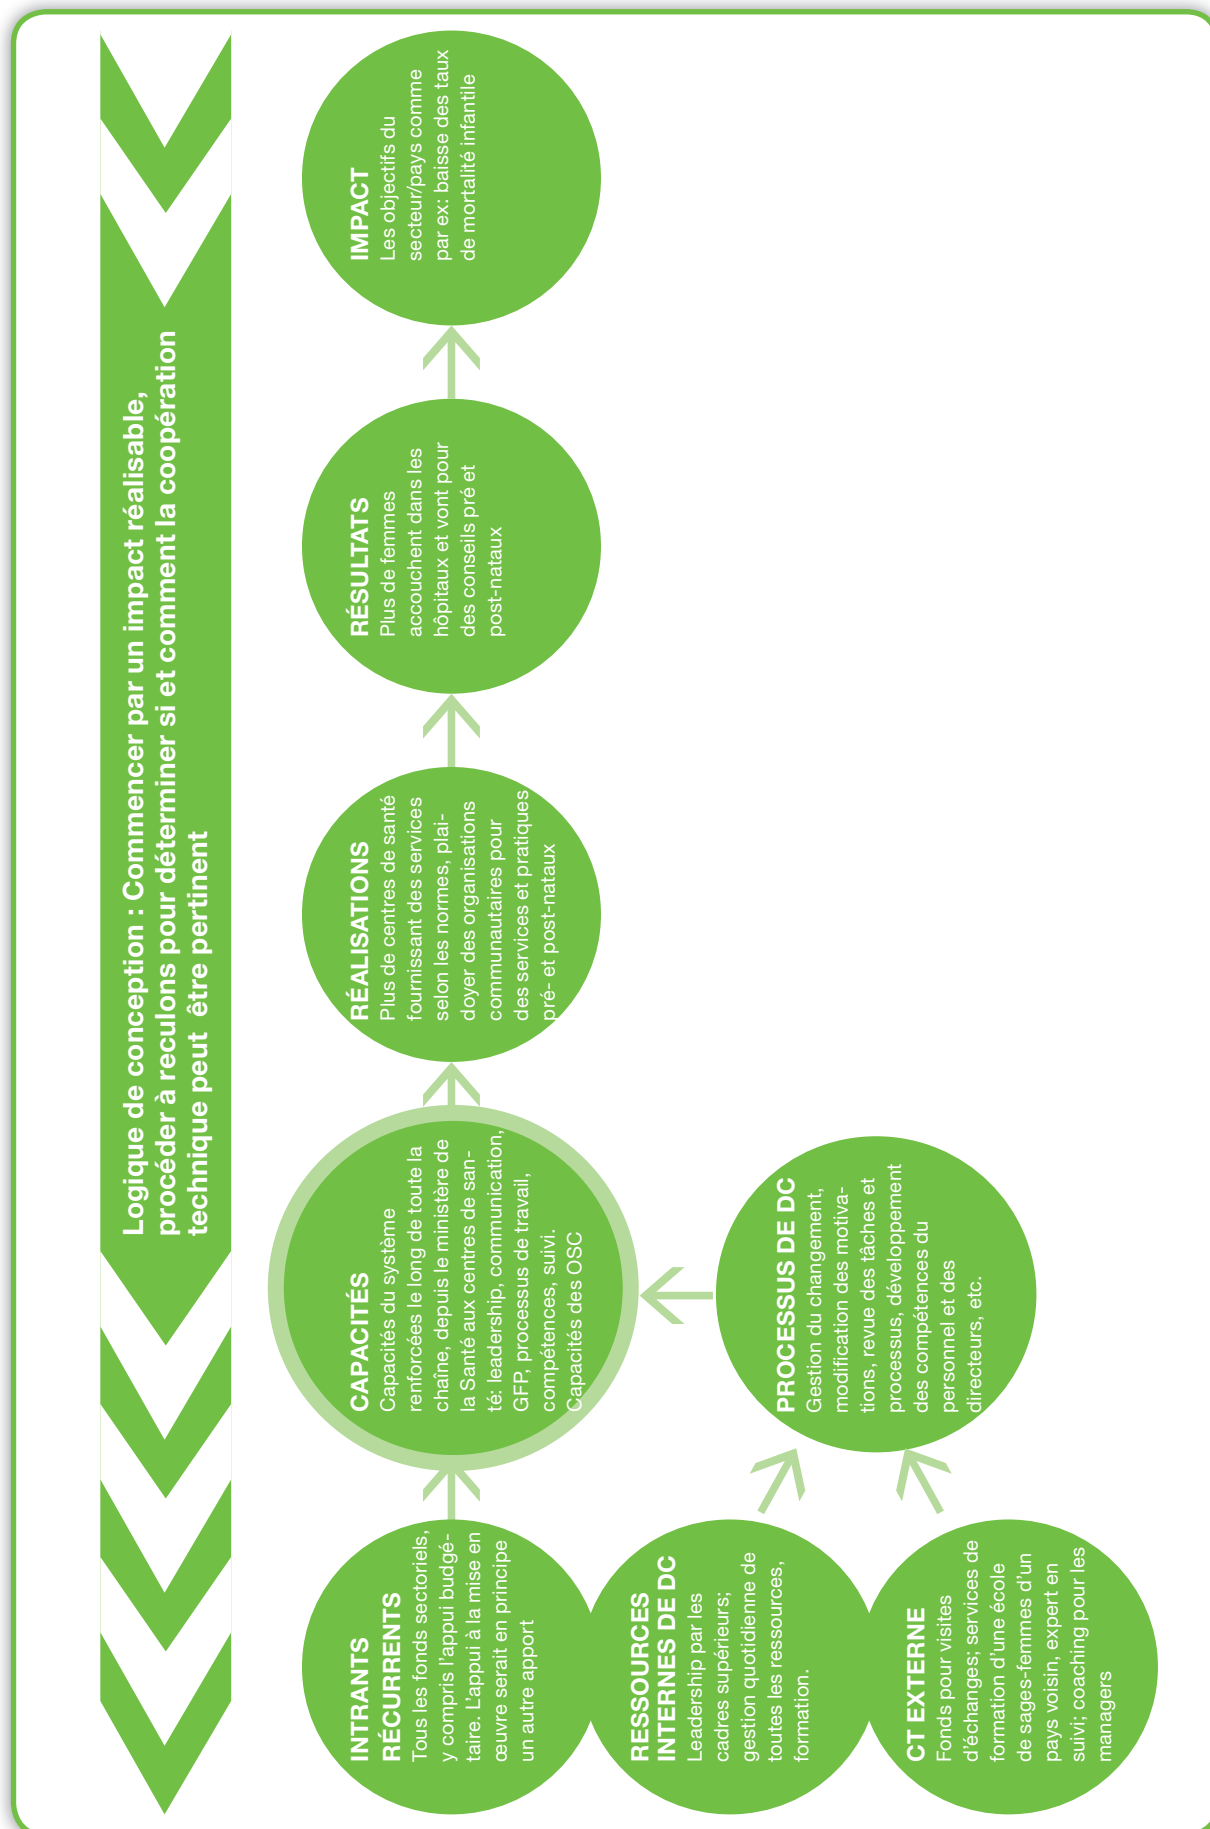 Logique de conception : Commencer par un impact réalisable,
procéder à reculons pour déterminer si et comment la coopération
technique peut être pertinent
INTRANTS
RÉCURRENTS
Tous les fonds sectoriels,
y compris l'appui budgé-
taire. L'appui à la mise en
œuvre serait en principe
un autre apport
CAPACITÉS
Capacités du système
renforcées le long de toute la
chaîne, depuis le ministère de
la Santé aux centres de san-
té: leadership, communication,
GFP, processus de travail,
compétences, suivi.
Capacités des OSC
RÉALISATIONS
Plus de centres de santé
fournissant des services
selon les normes, plai-
doyer des organisations
communautaires pour
des services et pratiques
pré- et post-nataux
RÉSULTATS
Plus de femmes
accouchent dans les
hôpitaux et vont pour
des conseils pré et
post-nataux
IMPACT
Les objectifs du
secteur/pays comme
par ex: baisse des taux
de mortalité infantile
RESSOURCES
INTERNES DE DC
Leadership par les
cadres supérieurs;
gestion quotidienne de
toutes les ressources,
formation.
PROCESSUS DE DC
Gestion du changement,
modification des motiva-
tions, revue des tâches et
processus, développement
des compétences du
personnel et des
directeurs, etc.
CT EXTERNE
Fonds pour visites
d'échanges; services de
formation d'une école
de sages-femmes d'un
pays voisin, expert en
suivi; coaching pour les
managers